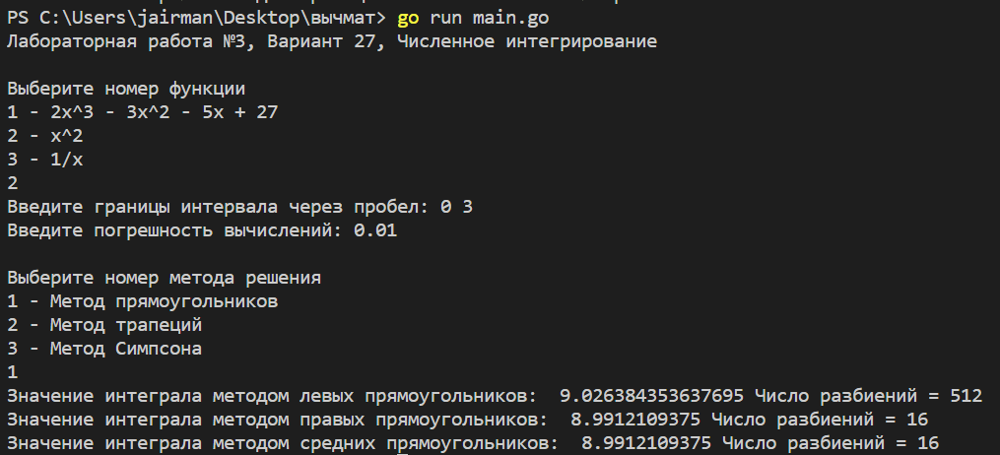 PS C:\Users\jairman\Desktop\вычмат> go run main.go
Лабораторная работа №3, Вариант 27, Численное интегрирование
Выберите номер функции
1 - 2x^3 - 3x^2 - 5x + 27
2 - x^2
3 - 1/x
2
Введите границы интервала через пробел: 0 3
Введите погрешность вычислений: 0.01
Выберите номер метода решения
1 - Метод прямоугольников
2 - Метод трапеций
3 - Метод Симпсона
1
Значение интеграла методом левых прямоугольников:  9.026384353637695 Число разбиений = 512
Значение интеграла методом правых прямоугольников:  8.9912109375 Число разбиений = 16
Значение интеграла методом средних прямоугольников:  8.9912109375 Число разбиений = 16